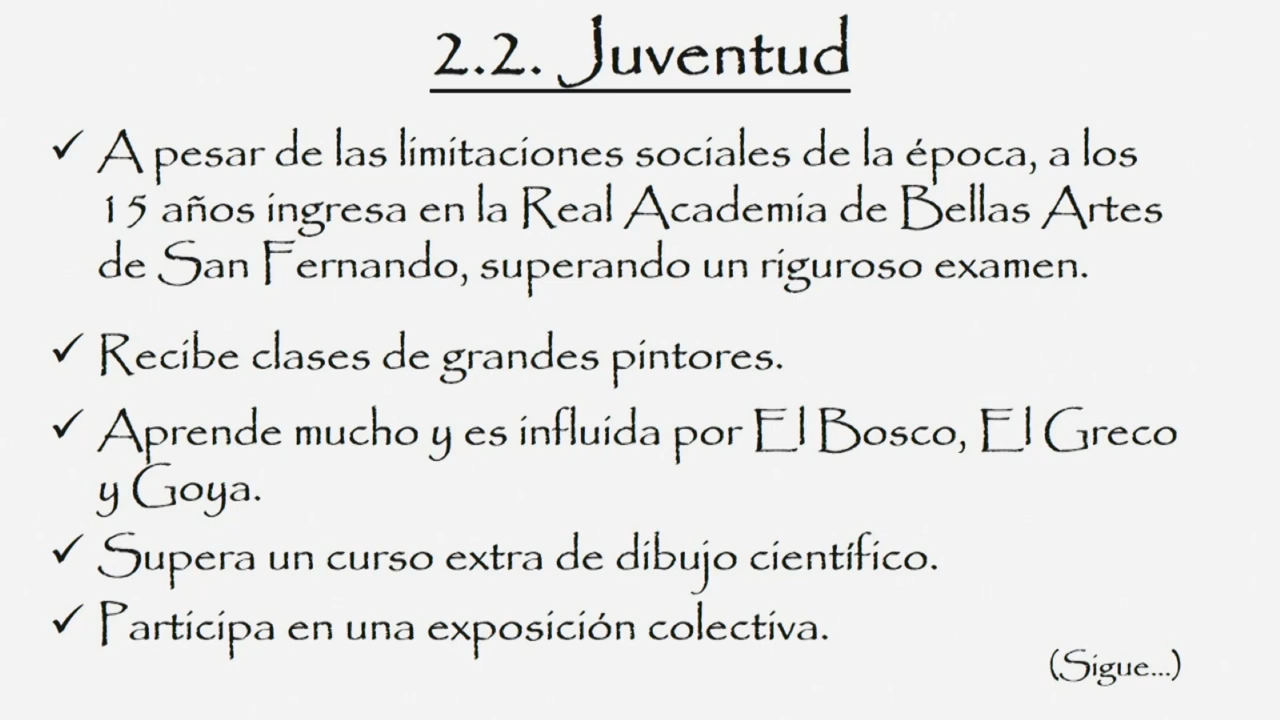 2.2. Juventud
✓ A pesar de las limitaciones sociales de la época, a los
15 años ingresa en la Real Academia de Bellas Artes
de San Fernando, superando un riguroso examen.
✓ Recibe clases de grandes pintores.
✓ Aprende mucho y es influida por El Bosco, El Greco
y Goya.
✓ Supera un curso extra de dibujo científico.
✓ Participa en una exposición colectiva.
(Sigue...)